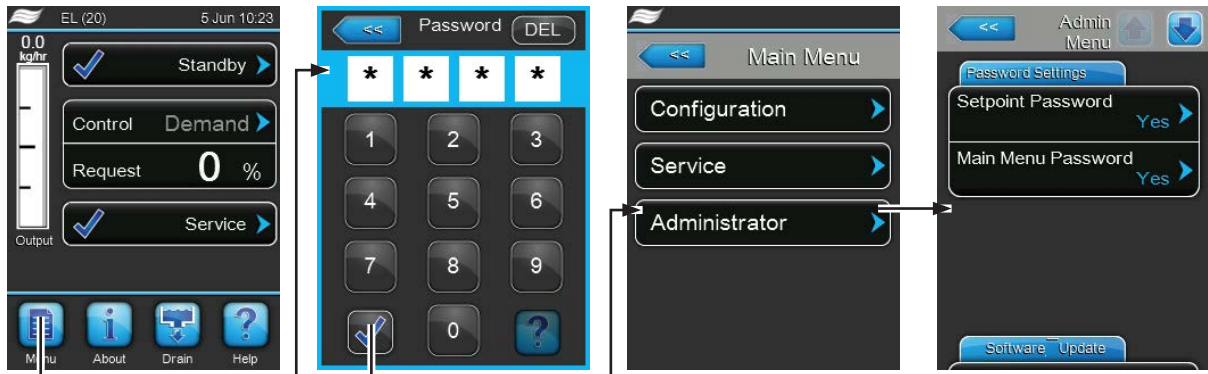 EL (20) 5 Jun 10:23
0.0
kg/hr
Standby
Control Demand
Request 0 %
Service
Output
Menu About Drain Help
<< Password DEL
* * * *
1 2 3
4 5 6
7 8 9
0 ?
<< Main Menu
Configuration
Service
Administrator
<< Admin
Menu
Password Settings
Setpoint Password
Yes
Main Menu Password
Yes
Software Update